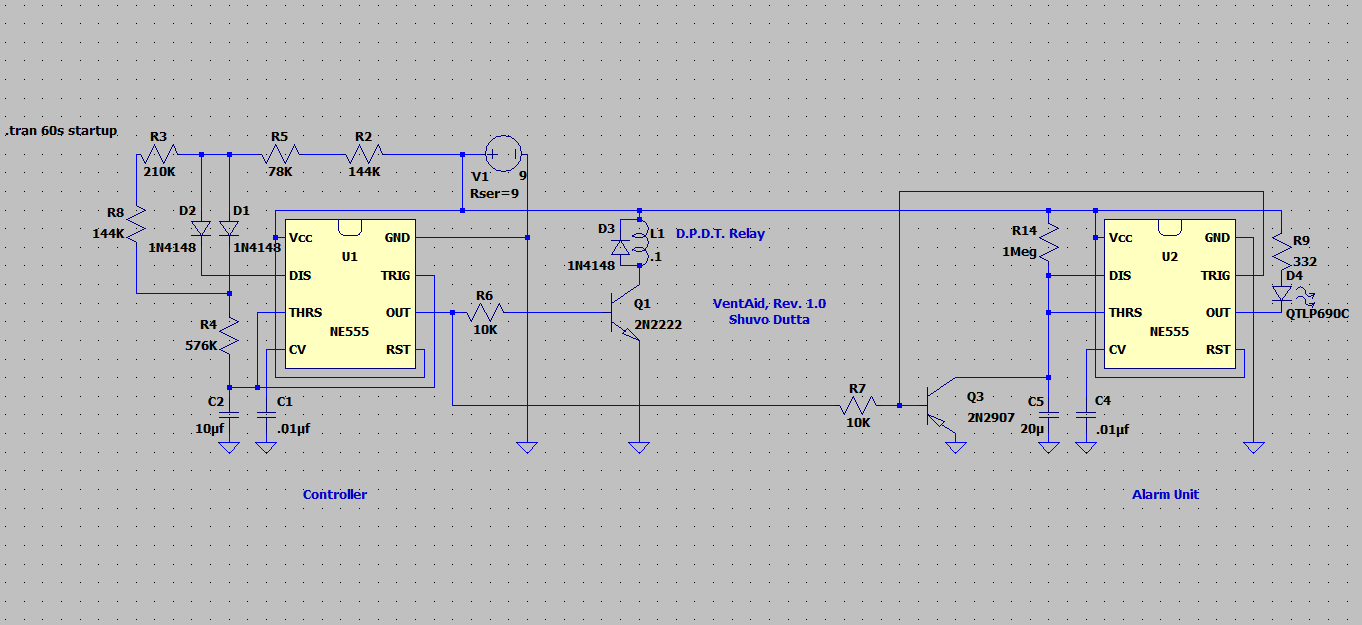 .tran 60s startup
R3
210K
R5
78K
R2
144K
V1
9
Rser=9
R8
144K
D2
1N4148
D1
1N4148
Vcc
GND
U1
DIS
TRIG
THRS
OUT
NE555
CV
RST
R4
576K
C2
10µf
C1
.01µf
R6
10K
D3
1N4148
L1
.1
D.P.D.T. Relay
Q1
2N2222
VentAid, Rev. 1.0
Shuvo Dutta
R7
10K
Q3
2N2907
R14
1Meg
C5
20µ
C4
.01µf
Vcc
GND
U2
DIS
TRIG
THRS
OUT
NE555
CV
RST
R9
332
D4
QTLP690C
Controller
Alarm Unit